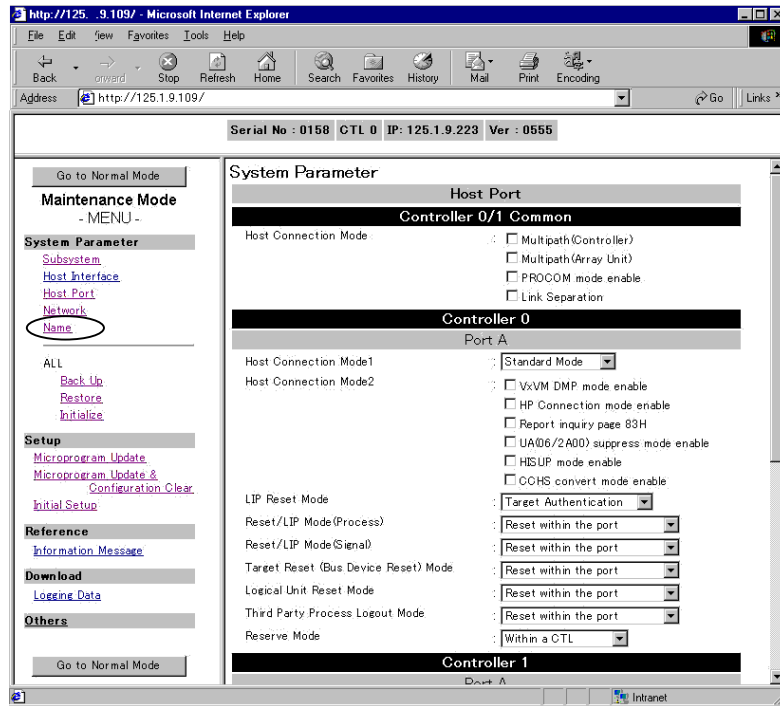 http://125. .9.109/ - Microsoft Internet Explorer
File Edit View Favorites Tools Help
Back Forward Stop Refresh Home Search Favorites History Mail Print Encoding
Address http://125.1.9.109/ Go Links
Serial No : 0158 CTL 0 IP: 125.1.9.223 Ver : 0555
Go to Normal Mode
Maintenance Mode
- MENU -
System Parameter
Subsystem
Host Interface
Host Port
Network
Name
ALL
Back Up
Restore
Initialize
Setup
Microprogram Update
Microprogram Update &
Configuration Clear
Initial Setup
Reference
Information Message
Download
Logging Data
Others
Go to Normal Mode
System Parameter
Host Port
Controller 0/1 Common
Host Connection Mode : Multipath(Controller)
Multipath(Array Unit)
PROCOM mode enable
Link Separation
Controller 0
Port A
Host Connection Mode1 : Standard Mode
Host Connection Mode2 : VxVM DMP mode enable
HP Connection mode enable
Report inquiry page 83H
UA(06/2A00) suppress mode enable
HISUP mode enable
CCHS convert mode enable
LIP Reset Mode : Target Authentication
Reset/LIP Mode(Process) : Reset within the port
Reset/LIP Mode(Signal) : Reset within the port
Target Reset (Bus Device Reset) Mode : Reset within the port
Logical Unit Reset Mode : Reset within the port
Third Party Process Logout Mode : Reset within the port
Reserve Mode : Within a CTL
Controller 1
Port A
Intranet